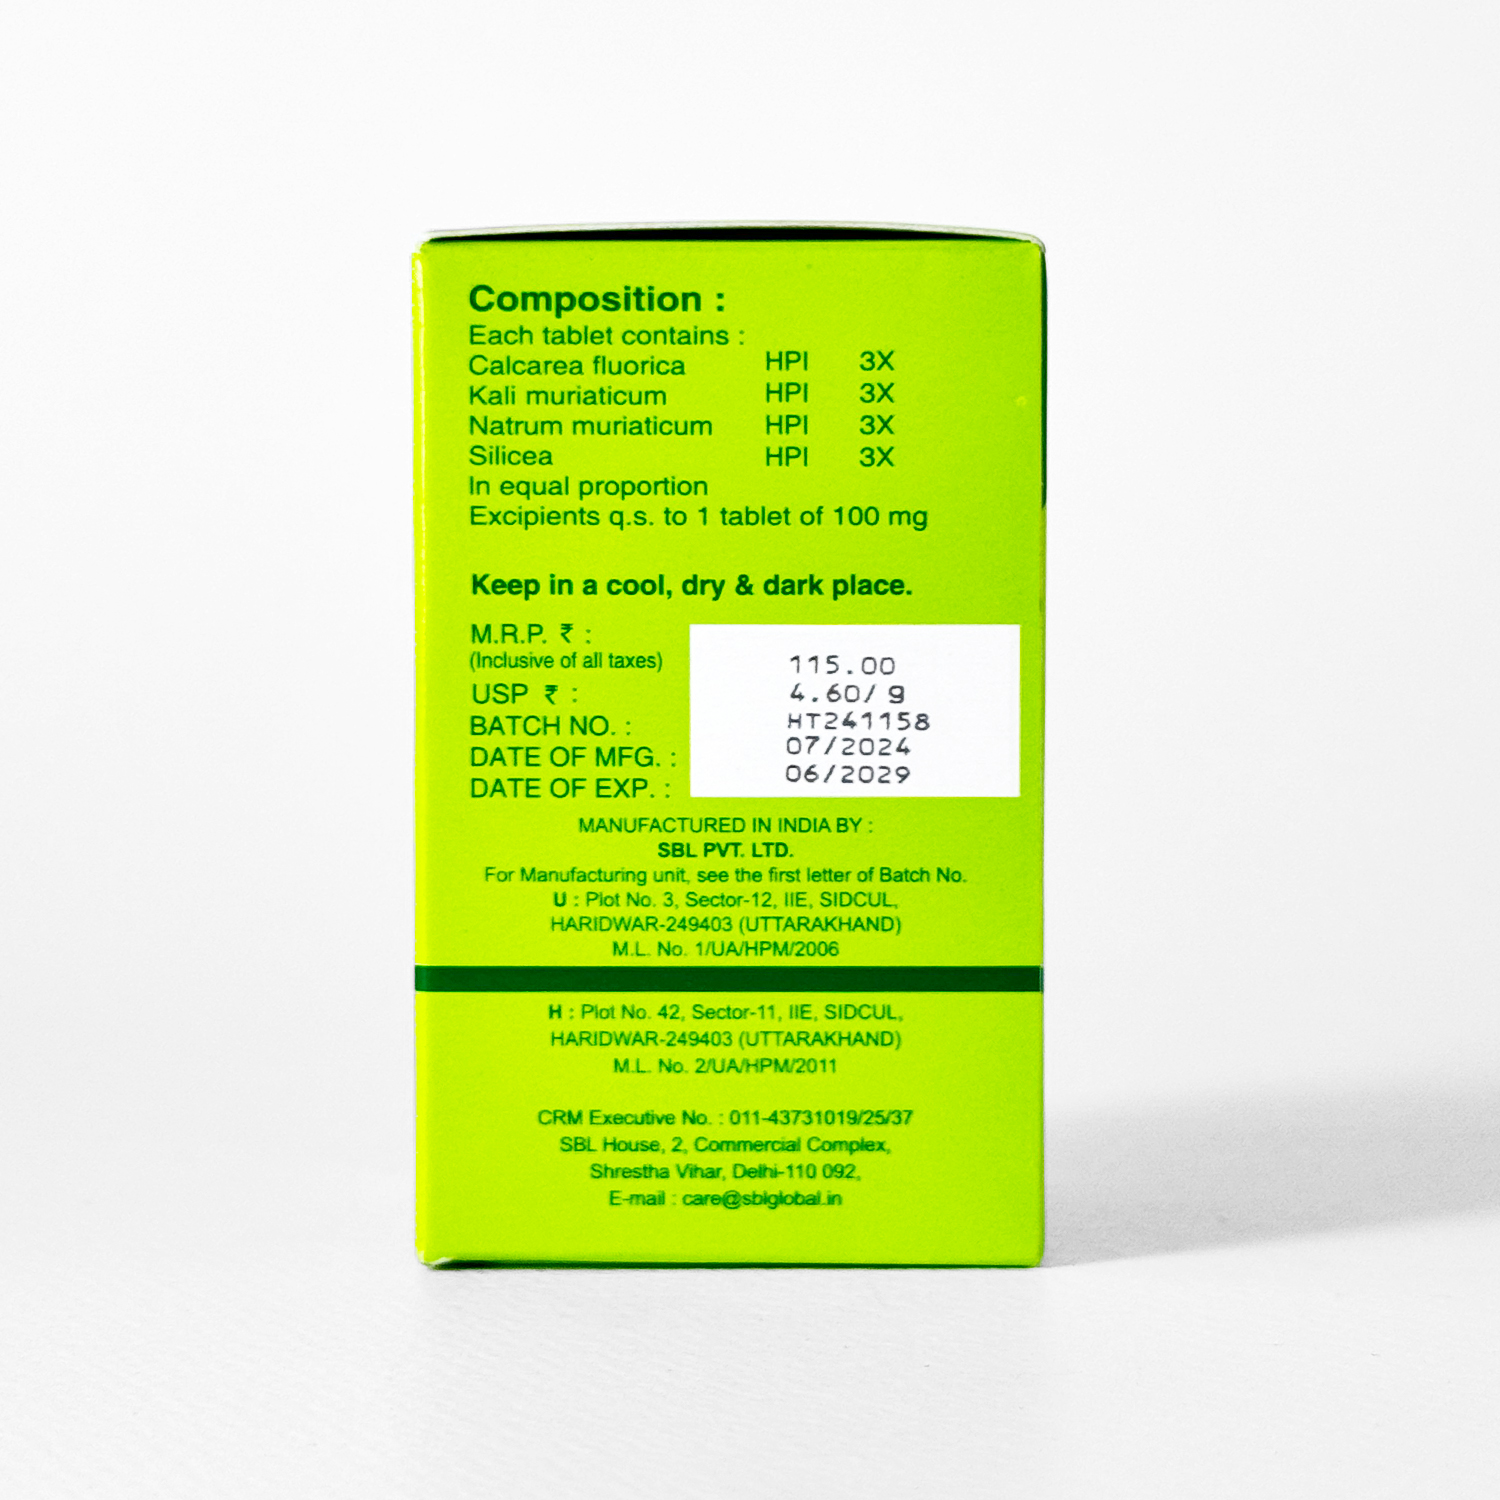 Composition :
Each tablet contains :
Calcarea fluorica HPI 3X
Kali muriaticum HPI 3X
Natrum muriaticum HPI 3X
Silicea HPI 3X
In equal proportion
Excipients q.s. to 1 tablet of 100 mg
Keep in a cool, dry & dark place.
M.R.P. ₹ : 115.00
(Inclusive of all taxes)
USP ₹ : 4.60/ g
BATCH NO. : HT241158
DATE OF MFG. : 07/2024
DATE OF EXP. : 06/2029
MANUFACTURED IN INDIA BY :
SBL PVT. LTD.
For Manufacturing unit, see the first letter of Batch No.
U : Plot No. 3, Sector-12, IIE, SIDCUL,
HARIDWAR-249403 (UTTARAKHAND)
M.L. No. 1/UA/HPM/2006
H : Plot No. 42, Sector-11, IIE, SIDCUL,
HARIDWAR-249403 (UTTARAKHAND)
M.L. No. 2/UA/HPM/2011
CRM Executive No. : 011-43731019/25/37
SBL House, 2, Commercial Complex,
Shrestha Vihar, Delhi-110 092,
E-mail : care@sblglobal.in